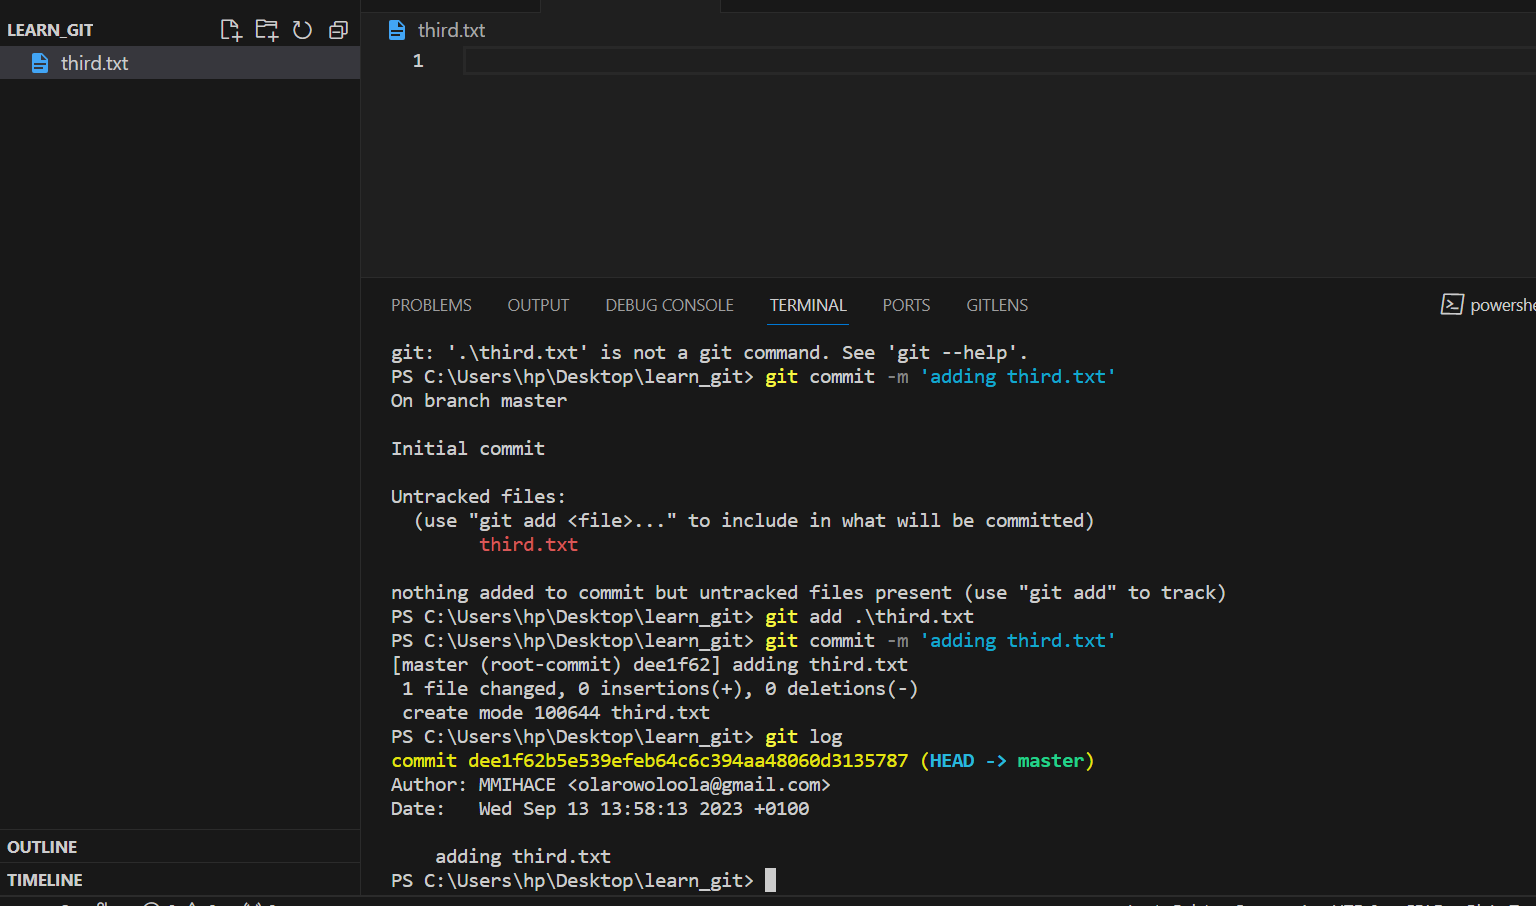 LEARN_GIT
third.txt
third.txt
1
PROBLEMS OUTPUT DEBUG CONSOLE TERMINAL PORTS GITLENS
git: '.\third.txt' is not a git command. See 'git --help'.
PS C:\Users\hp\Desktop\learn_git> git commit -m 'adding third.txt'
On branch master
Initial commit
Untracked files:
(use "git add <file>..." to include in what will be committed)
third.txt
nothing added to commit but untracked files present (use "git add" to track)
PS C:\Users\hp\Desktop\learn_git> git add .\third.txt
PS C:\Users\hp\Desktop\learn_git> git commit -m 'adding third.txt'
[master (root-commit) dee1f62] adding third.txt
1 file changed, 0 insertions(+), 0 deletions(-)
create mode 100644 third.txt
PS C:\Users\hp\Desktop\learn_git> git log
commit dee1f62b5e539efeb64c6c394aa48060d3135787 (HEAD -> master)
Author: MMIHACE <olarowoloola@gmail.com>
Date: Wed Sep 13 13:58:13 2023 +0100
adding third.txt
PS C:\Users\hp\Desktop\learn_git>
OUTLINE
TIMELINE